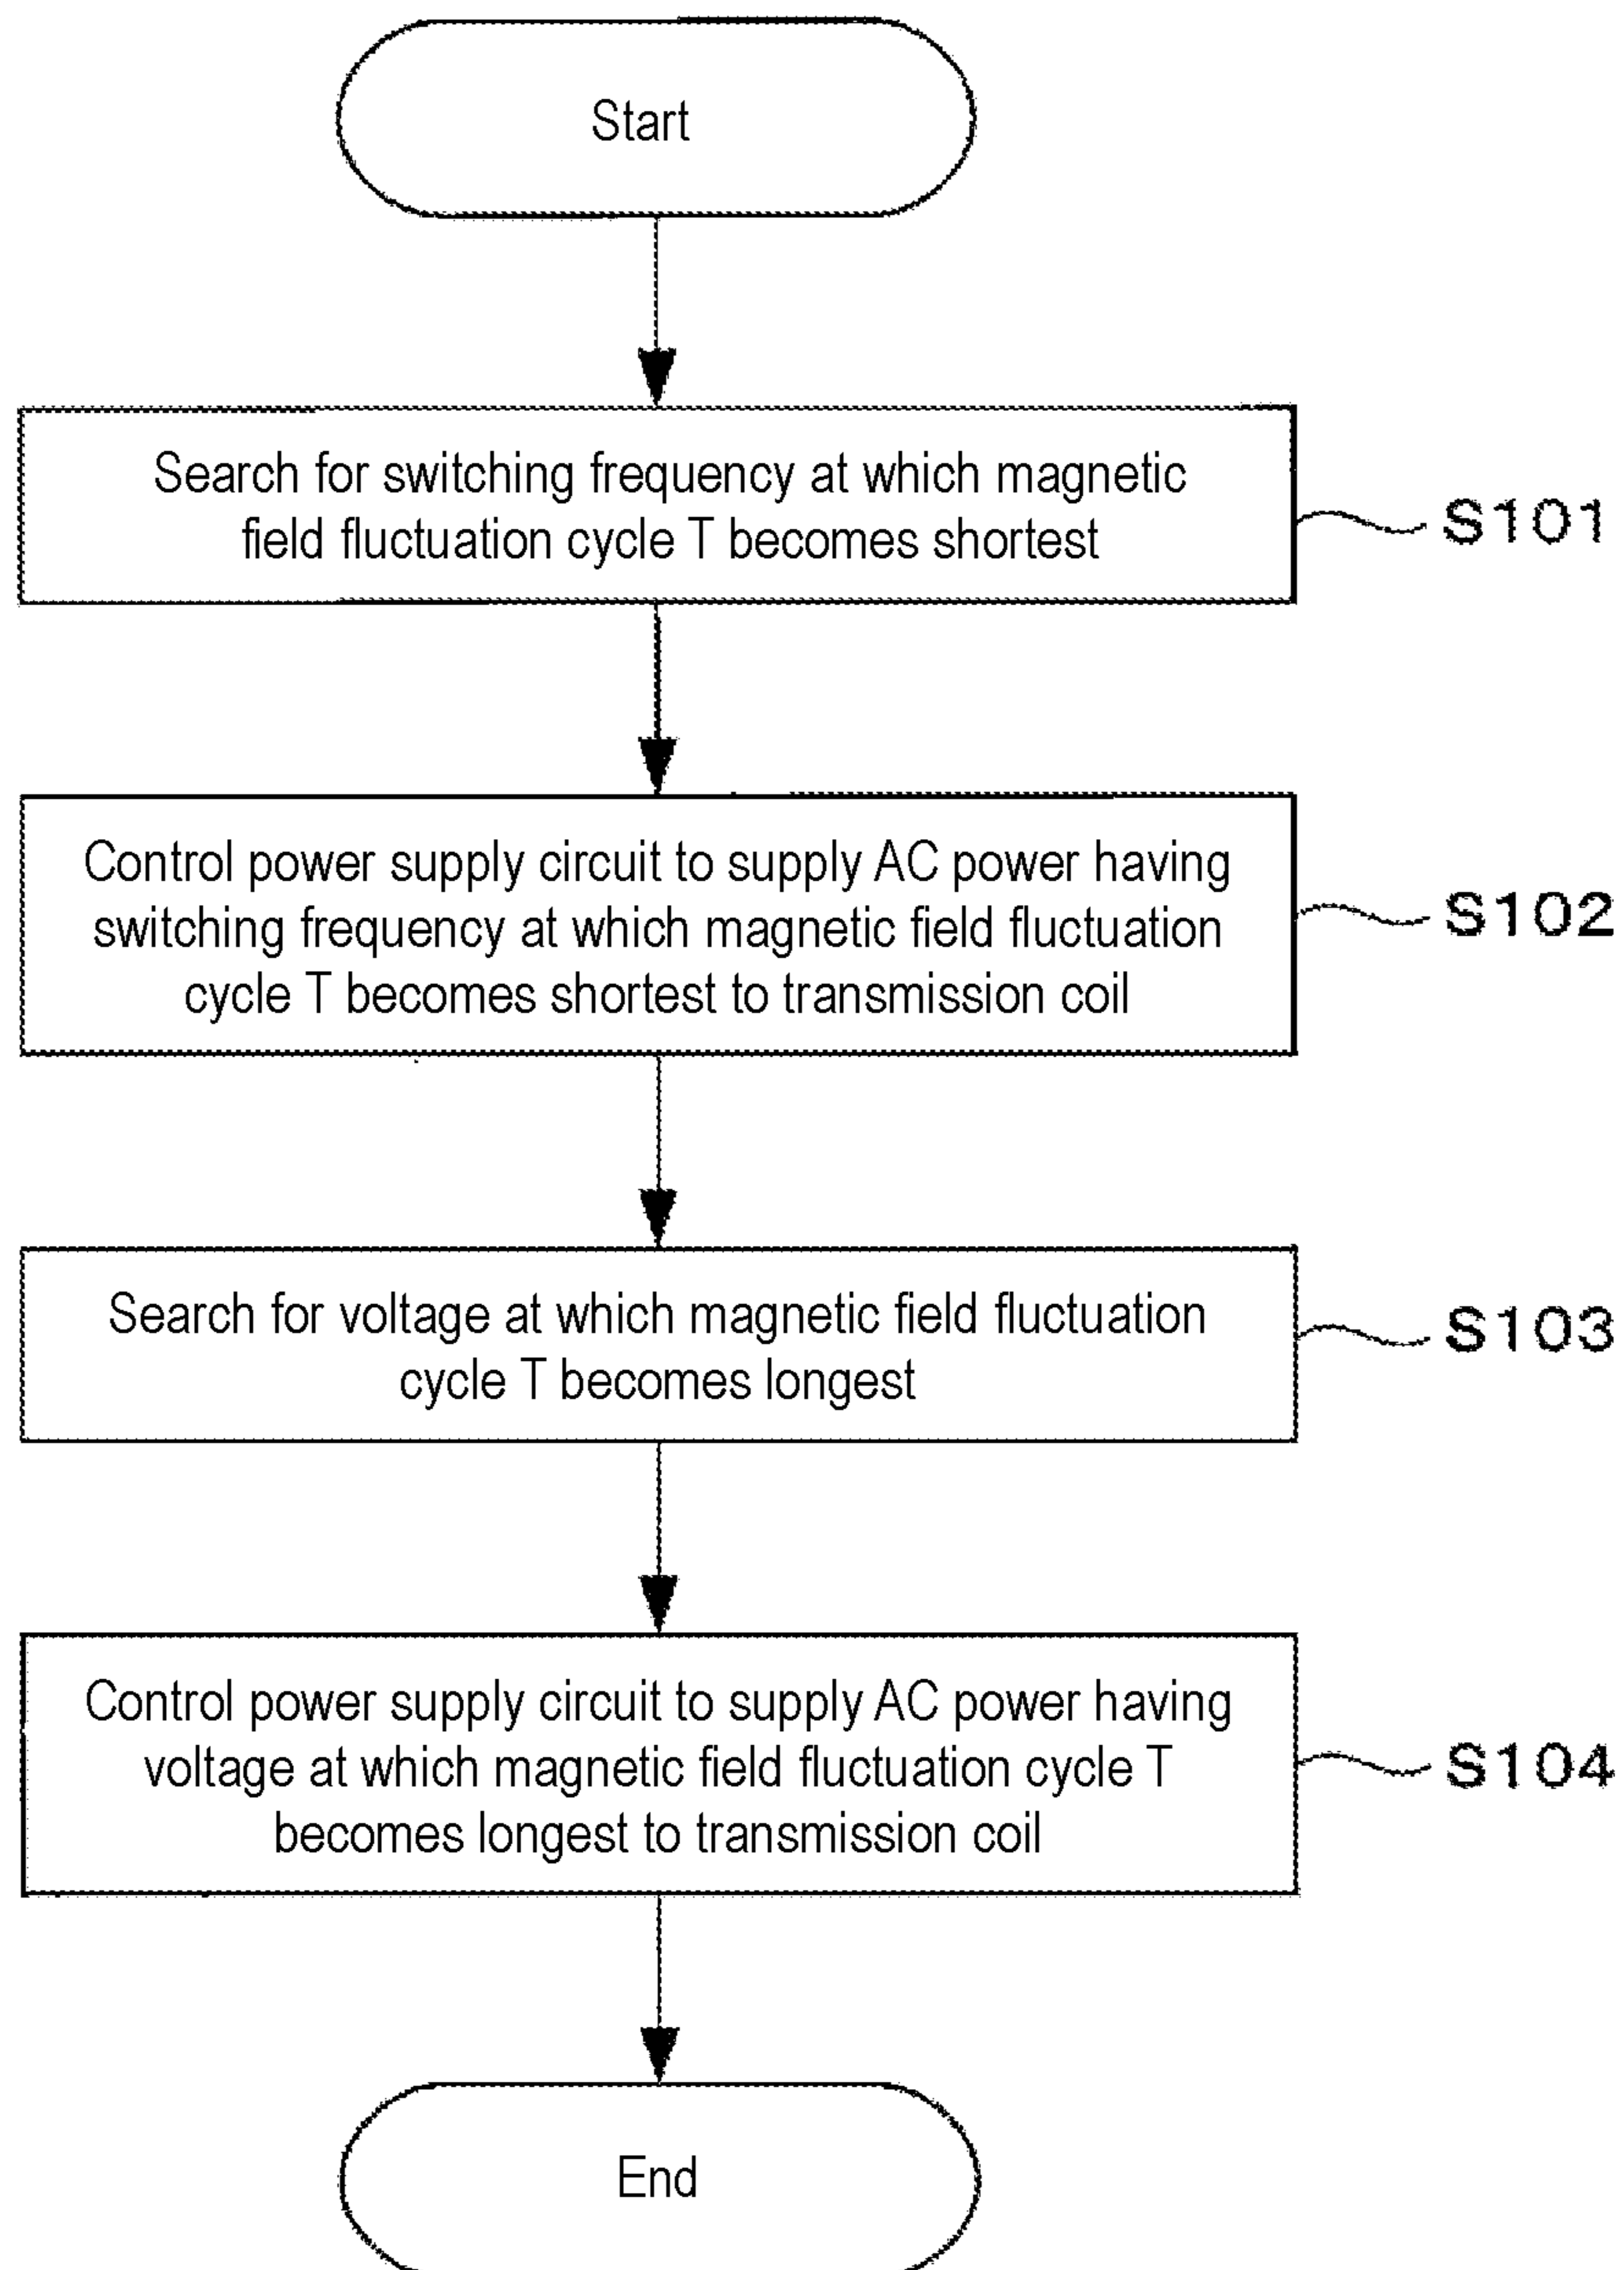 Start
Search for switching frequency at which magnetic
field fluctuation cycle T becomes shortest
S101
Control power supply circuit to supply AC power having
switching frequency at which magnetic field fluctuation
cycle T becomes shortest to transmission coil
S102
Search for voltage at which magnetic field fluctuation
cycle T becomes longest
S103
Control power supply circuit to supply AC power having
voltage at which magnetic field fluctuation cycle T
becomes longest to transmission coil
S104
End